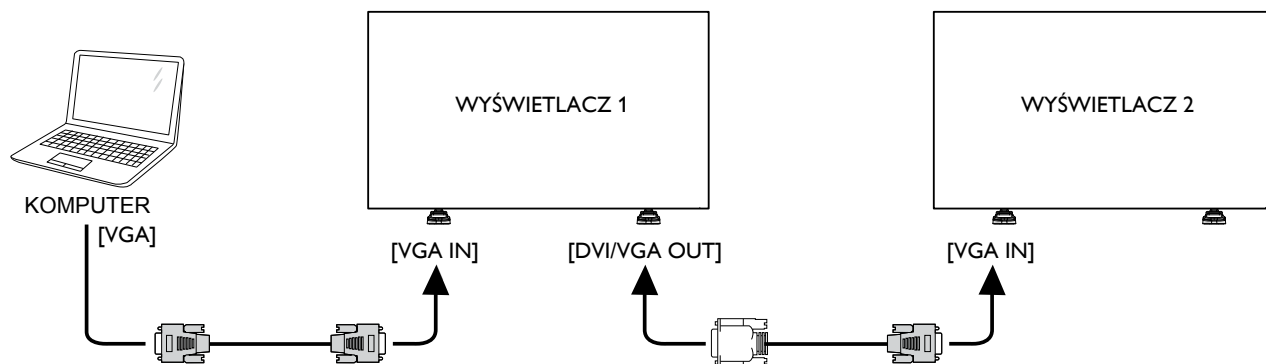 WYŚWIETLACZ 1
WYŚWIETLACZ 2
KOMPUTER
[VGA]
[VGA IN]
[DVI/VGA OUT]
[VGA IN]